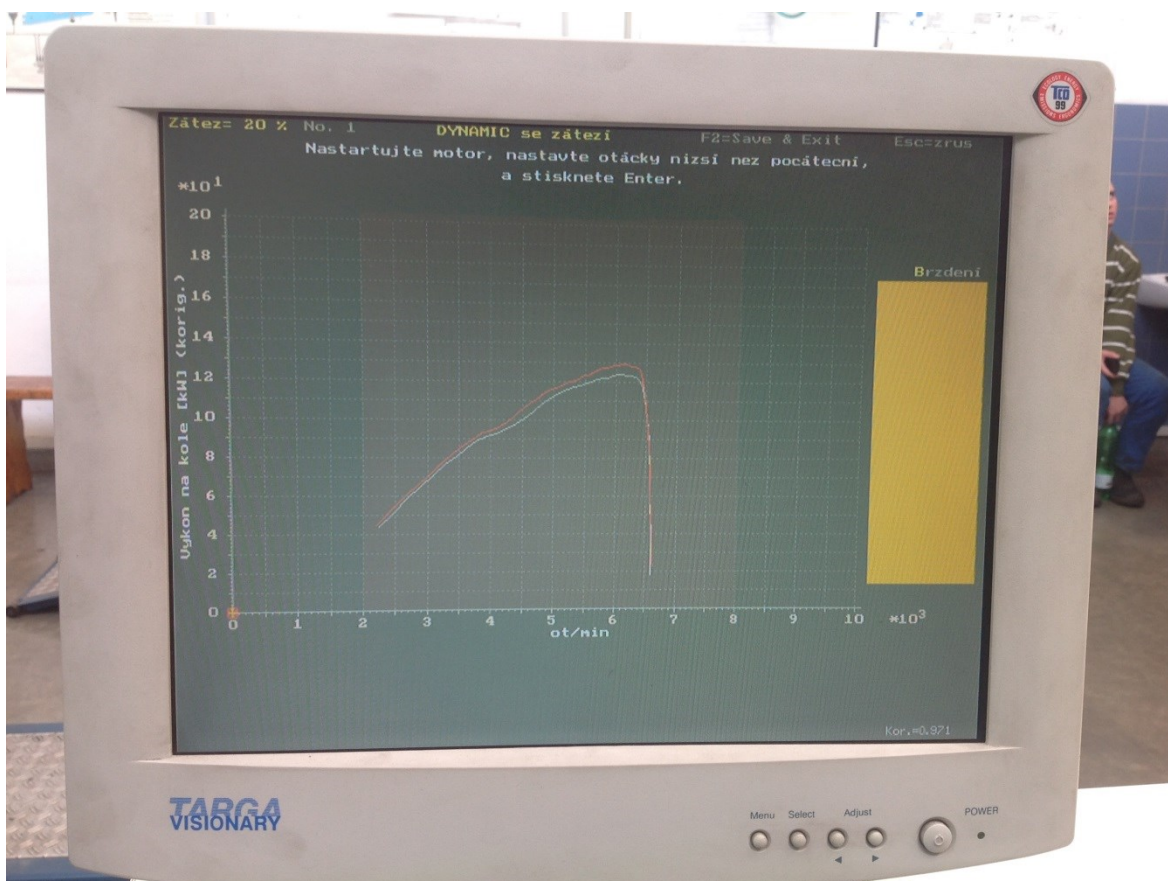 TCO
99
Zátez= 20 % No. 1 DYNAMIC se zátezí F2=Save & Exit Esc=zrus
Nastartujte motor, nastavte otácky nizsí nez pocátecní,
a stisknete Enter.
*10¹
20
18
16
14
12
10
8
6
4
2
0
Vykon na kole [kW] (korig.)
Brzdení
0 1 2 3 4 5 6 7 8 9 10 *10³
ot/min
Kor.=0.971
TARGA
VISIONARY
Menu Select Adjust POWER